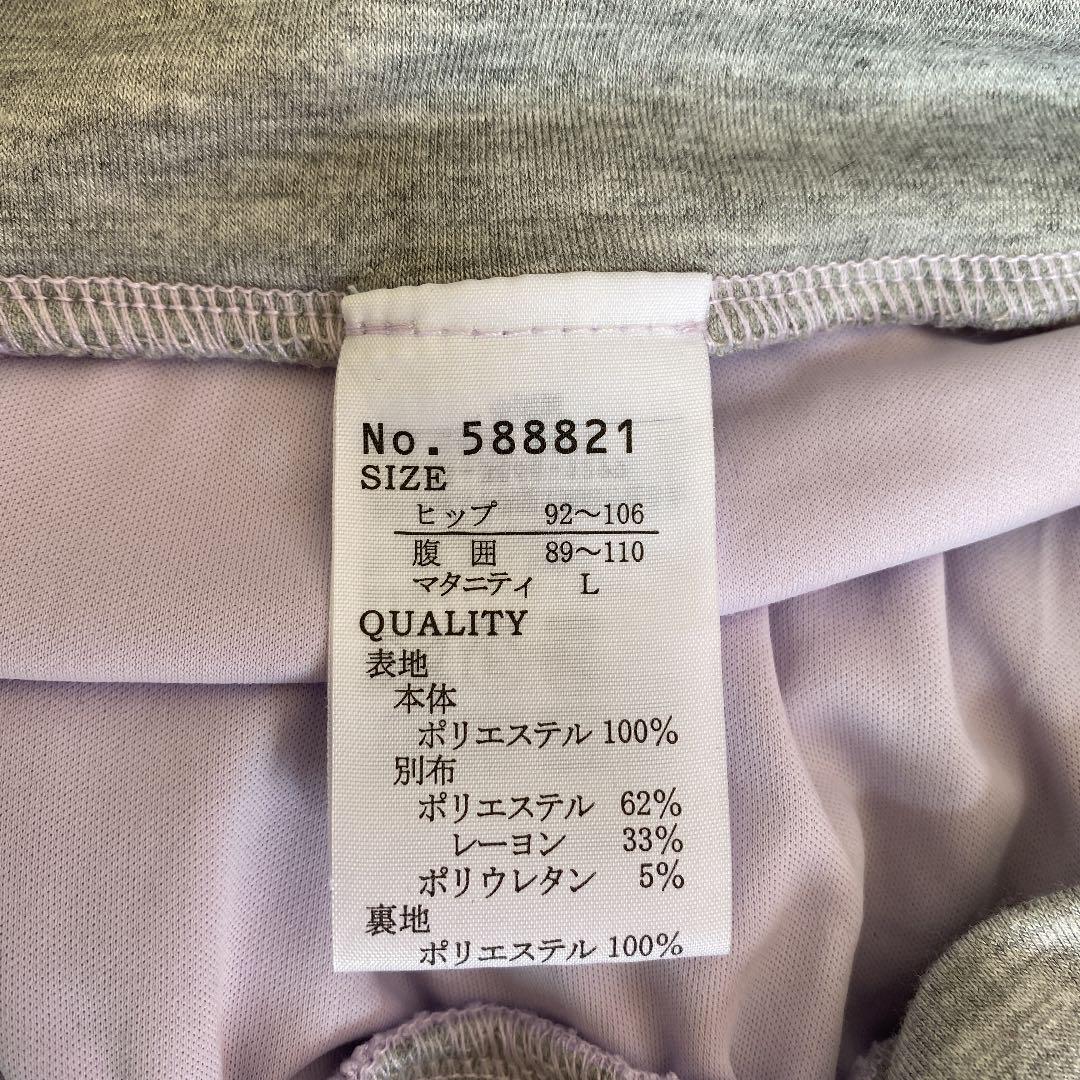 No. 588821
SIZE
ヒップ 92～106
腹 囲 89～110
マタニティ L
QUALITY
表地
本体
ポリエステル 100%
別布
ポリエステル 62%
レーヨン 33%
ポリウレタン 5%
裏地
ポリエステル 100%